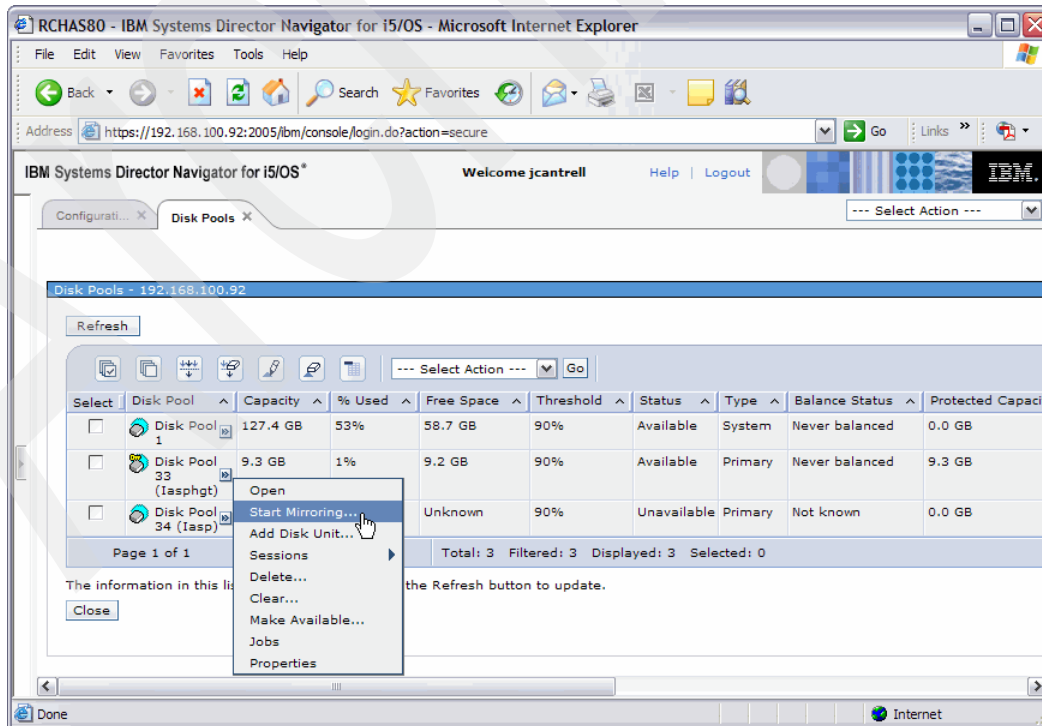 RCHAS80 - IBM Systems Director Navigator for i5/OS - Microsoft Internet Explorer
File Edit View Favorites Tools Help
Back Search Favorites
Address https://192.168.100.92:2005/ibm/console/login.do?action=secure Go Links »
IBM Systems Director Navigator for i5/OS® Welcome jcantrell Help | Logout IBM.
Configurati... X Disk Pools X --- Select Action ---
Disk Pools - 192.168.100.92
Refresh
--- Select Action --- Go
Select Disk Pool Capacity % Used Free Space Threshold Status Type Balance Status Protected Capaci
Disk Pool 127.4 GB 53% 58.7 GB 90% Available System Never balanced 0.0 GB
1
Disk Pool 9.3 GB 1% 9.2 GB 90% Available Primary Never balanced 9.3 GB
33
(Iasphgt)
Disk Pool Unknown 90% Unavailable Primary Not known 0.0 GB
34 (Iasp)
Open
Start Mirroring...
Add Disk Unit...
Sessions
Delete...
Clear...
Make Available...
Jobs
Properties
Page 1 of 1 Total: 3 Filtered: 3 Displayed: 3 Selected: 0
The information in this lis the Refresh button to update.
Close
Done Internet